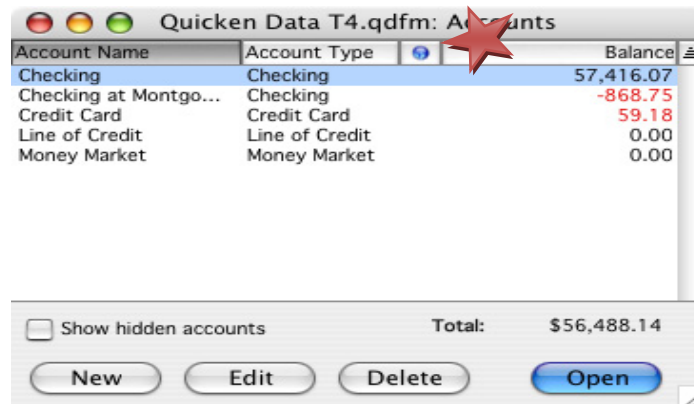 Quicken Data T4.qdfm: Accounts
Account Name Account Type Balance
Checking Checking 57,416.07
Checking at Montgo... Checking -868.75
Credit Card Credit Card 59.18
Line of Credit Line of Credit 0.00
Money Market Money Market 0.00
Show hidden accounts Total: $56,488.14
New Edit Delete Open